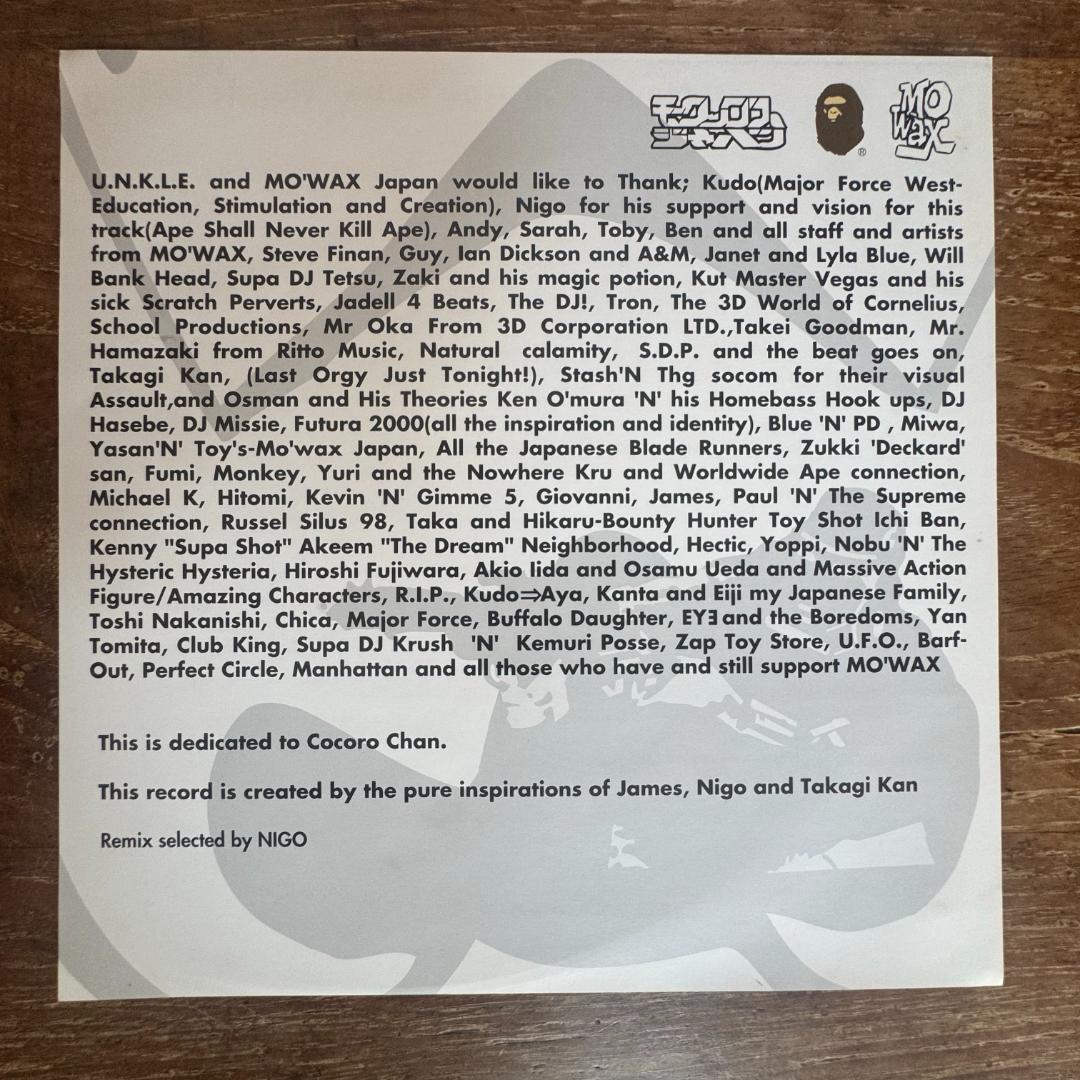 モ・ワックス
ジャパン
MO
Wax
®
U.N.K.L.E. and MO'WAX Japan would like to Thank; Kudo(Major Force West-
Education, Stimulation and Creation), Nigo for his support and vision for this
track(Ape Shall Never Kill Ape), Andy, Sarah, Toby, Ben and all staff and artists
from MO'WAX, Steve Finan, Guy, Ian Dickson and A&M, Janet and Lyla Blue, Will
Bank Head, Supa DJ Tetsu, Zaki and his magic potion, Kut Master Vegas and his
sick Scratch Perverts, Jadell 4 Beats, The DJ!, Tron, The 3D World of Cornelius,
School Productions, Mr Oka From 3D Corporation LTD.,Takei Goodman, Mr.
Hamazaki from Ritto Music, Natural calamity, S.D.P. and the beat goes on,
Takagi Kan, (Last Orgy Just Tonight!), Stash'N Thg socom for their visual
Assault,and Osman and His Theories Ken O'mura 'N' his Homebass Hook ups, DJ
Hasebe, DJ Missie, Futura 2000(all the inspiration and identity), Blue 'N' PD , Miwa,
Yasan'N' Toy's-Mo'wax Japan, All the Japanese Blade Runners, Zukki 'Deckard'
san, Fumi, Monkey, Yuri and the Nowhere Kru and Worldwide Ape connection,
Michael K, Hitomi, Kevin 'N' Gimme 5, Giovanni, James, Paul 'N' The Supreme
connection, Russel Silus 98, Taka and Hikaru-Bounty Hunter Toy Shot Ichi Ban,
Kenny "Supa Shot" Akeem "The Dream" Neighborhood, Hectic, Yoppi, Nobu 'N' The
Hysteric Hysteria, Hiroshi Fujiwara, Akio Iida and Osamu Ueda and Massive Action
Figure/Amazing Characters, R.I.P., Kudo⇒Aya, Kanta and Eiji my Japanese Family,
Toshi Nakanishi, Chica, Major Force, Buffalo Daughter, EYƎ and the Boredoms, Yan
Tomita, Club King, Supa DJ Krush 'N' Kemuri Posse, Zap Toy Store, U.F.O., Barf-
Out, Perfect Circle, Manhattan and all those who have and still support MO'WAX
This is dedicated to Cocoro Chan.
This record is created by the pure inspirations of James, Nigo and Takagi Kan
Remix selected by NIGO